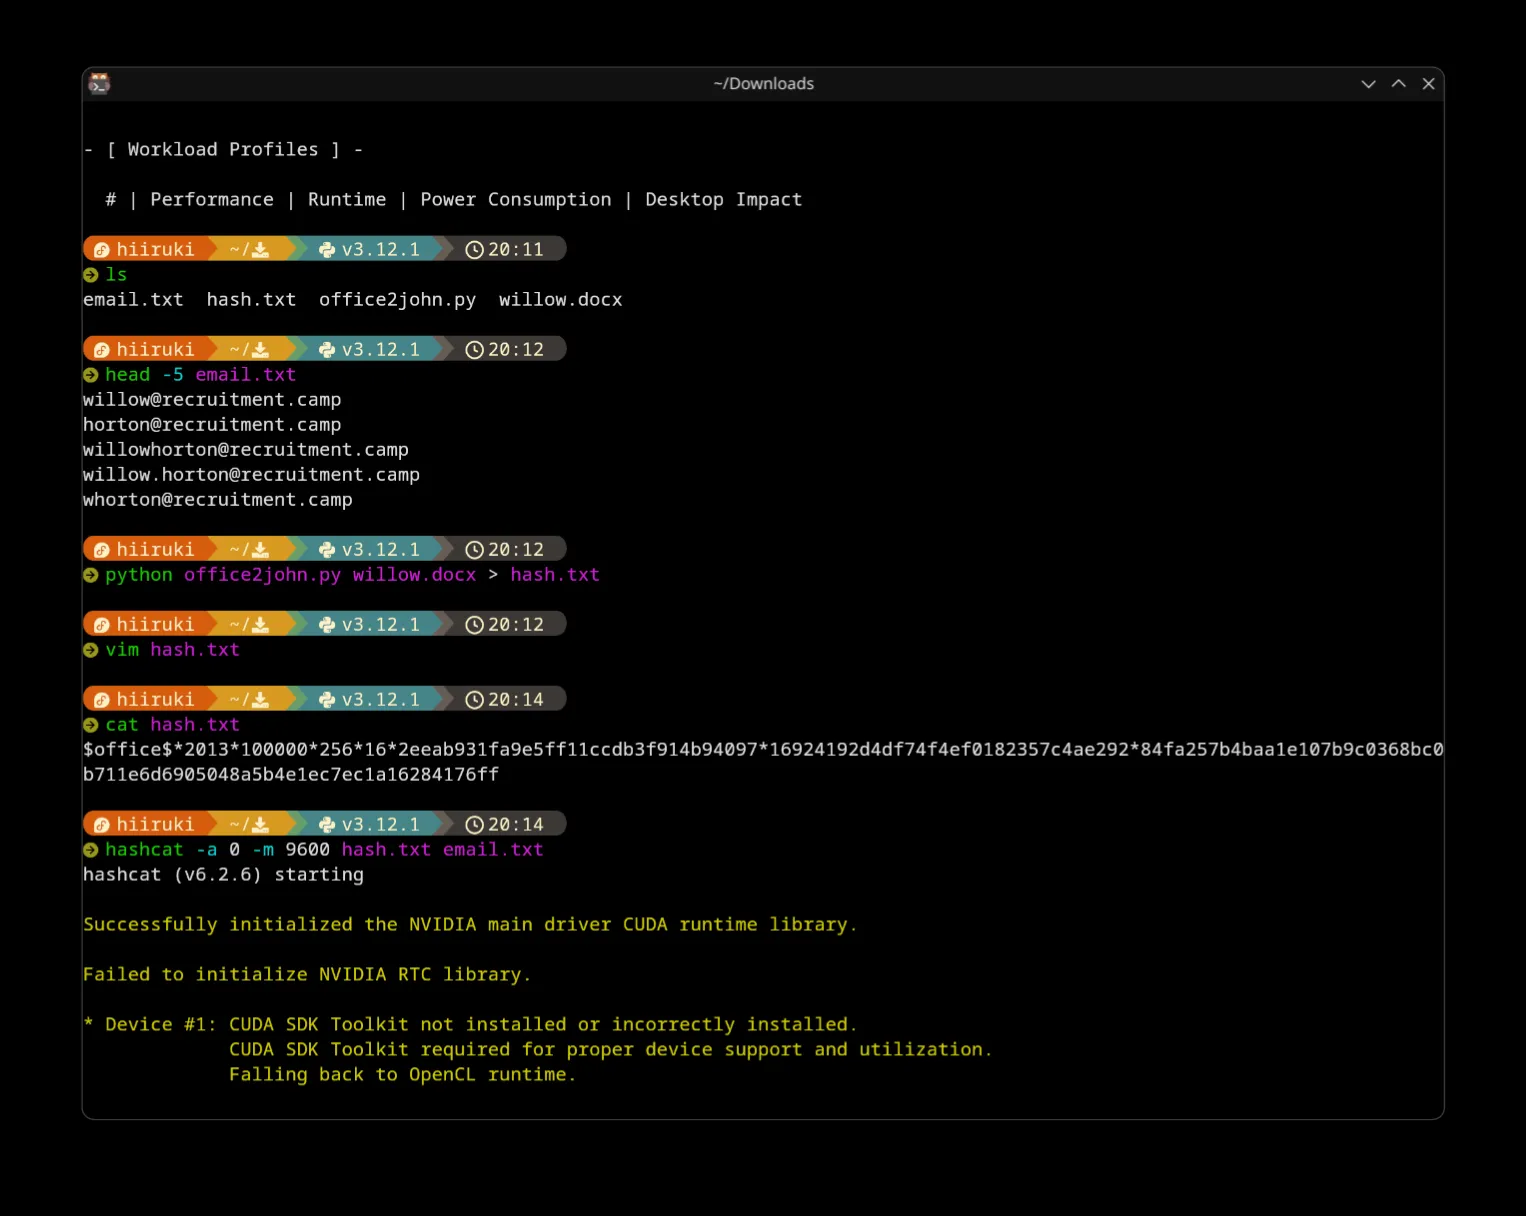 ~/Downloads
- [ Workload Profiles ] -
# | Performance | Runtime | Power Consumption | Desktop Impact
hiiruki ~/ v3.12.1 20:11
ls
email.txt hash.txt office2john.py willow.docx
hiiruki ~/ v3.12.1 20:12
head -5 email.txt
willow@recruitment.camp
horton@recruitment.camp
willowhorton@recruitment.camp
willow.horton@recruitment.camp
whorton@recruitment.camp
hiiruki ~/ v3.12.1 20:12
python office2john.py willow.docx > hash.txt
hiiruki ~/ v3.12.1 20:12
vim hash.txt
hiiruki ~/ v3.12.1 20:14
cat hash.txt
$office$*2013*100000*256*16*2eeab931fa9e5ff11ccdb3f914b94097*16924192d4df74f4ef0182357c4ae292*84fa257b4baa1e107b9c0368bc0
b711e6d6905048a5b4e1ec7ec1a16284176ff
hiiruki ~/ v3.12.1 20:14
hashcat -a 0 -m 9600 hash.txt email.txt
hashcat (v6.2.6) starting
Successfully initialized the NVIDIA main driver CUDA runtime library.
Failed to initialize NVIDIA RTC library.
* Device #1: CUDA SDK Toolkit not installed or incorrectly installed.
CUDA SDK Toolkit required for proper device support and utilization.
Falling back to OpenCL runtime.